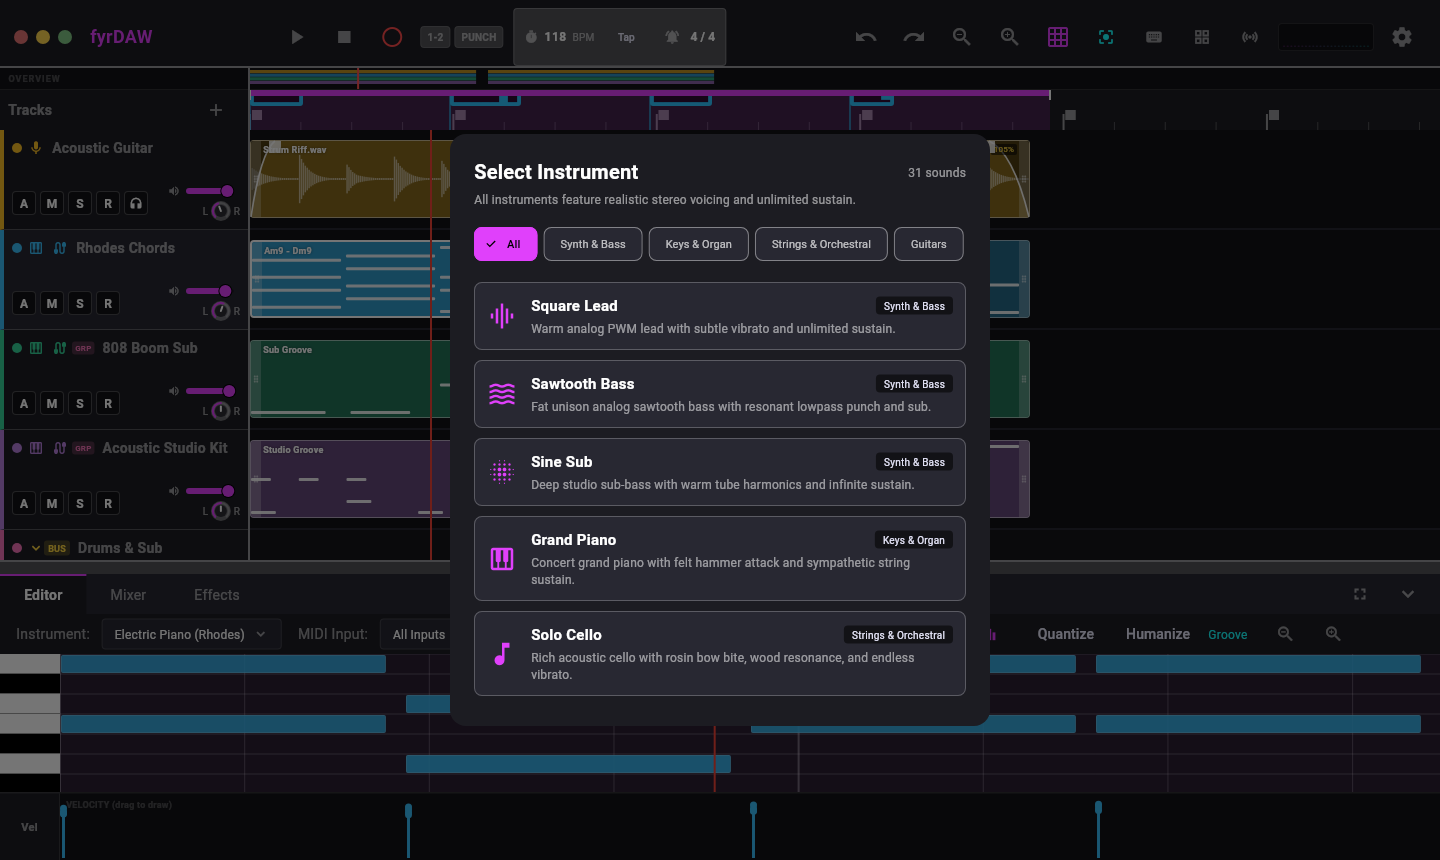 fyrDAW
1-2
PUNCH
118 BPM
Tap
4 / 4
OVERVIEW
Tracks
Acoustic Guitar
A M S R
L R
Rhodes Chords
A M S R
L R
GRP
808 Boom Sub
A M S R
L R
GRP
Acoustic Studio Kit
A M S R
L R
BUS
Drums & Sub
Am9 - Dm9
Sub Groove
Studio Groove
Select Instrument
31 sounds
All instruments feature realistic stereo voicing and unlimited sustain.
All
Synth & Bass
Keys & Organ
Strings & Orchestral
Guitars
Square Lead
Synth & Bass
Warm analog PWM lead with subtle vibrato and unlimited sustain.
Sawtooth Bass
Synth & Bass
Fat unison analog sawtooth bass with resonant lowpass punch and sub.
Sine Sub
Synth & Bass
Deep studio sub-bass with warm tube harmonics and infinite sustain.
Grand Piano
Keys & Organ
Concert grand piano with felt hammer attack and sympathetic string
sustain.
Solo Cello
Strings & Orchestral
Rich acoustic cello with rosin bow bite, wood resonance, and endless
vibrato.
Editor
Mixer
Effects
Instrument:
Electric Piano (Rhodes)
MIDI Input:
All Inputs
Quantize
Humanize
Groove
VELOCITY (drag to draw)
Vel